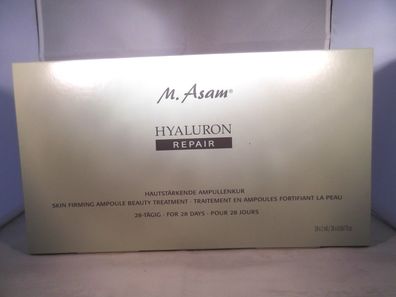 M. Asam®
HYALURON
REPAIR
HAUTSTÄRKENDE AMPULLENKUR
SKIN FIRMING AMPOULE BEAUTY TREATMENT · TRAITEMENT EN AMPOULES FORTIFIANT LA PEAU
28-TÄGIG · FOR 28 DAYS · POUR 28 JOURS